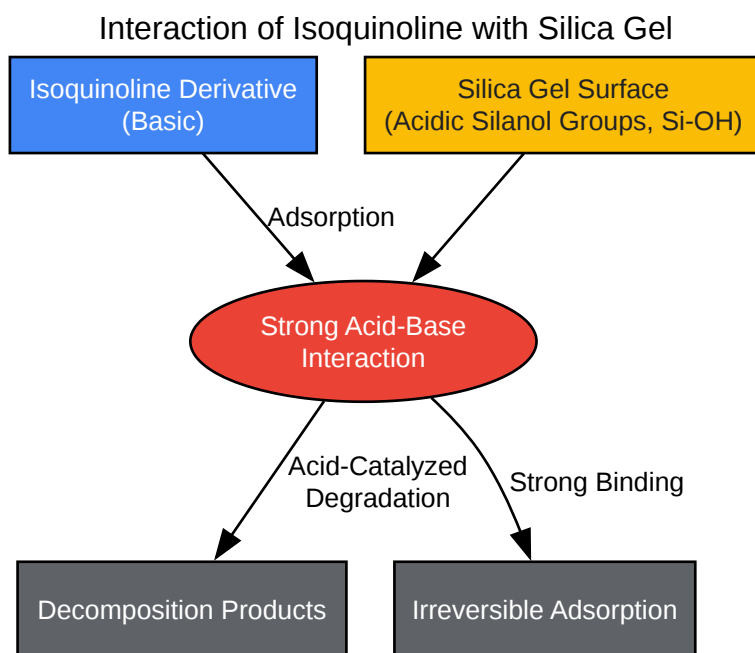 Interaction of Isoquinoline with Silica Gel
Isoquinoline Derivative
(Basic)
Silica Gel Surface
(Acidic Silanol Groups, Si-OH)
Adsorption
Strong Acid-Base
Interaction
Acid-Catalyzed
Degradation
Strong Binding
Decomposition Products
Irreversible Adsorption